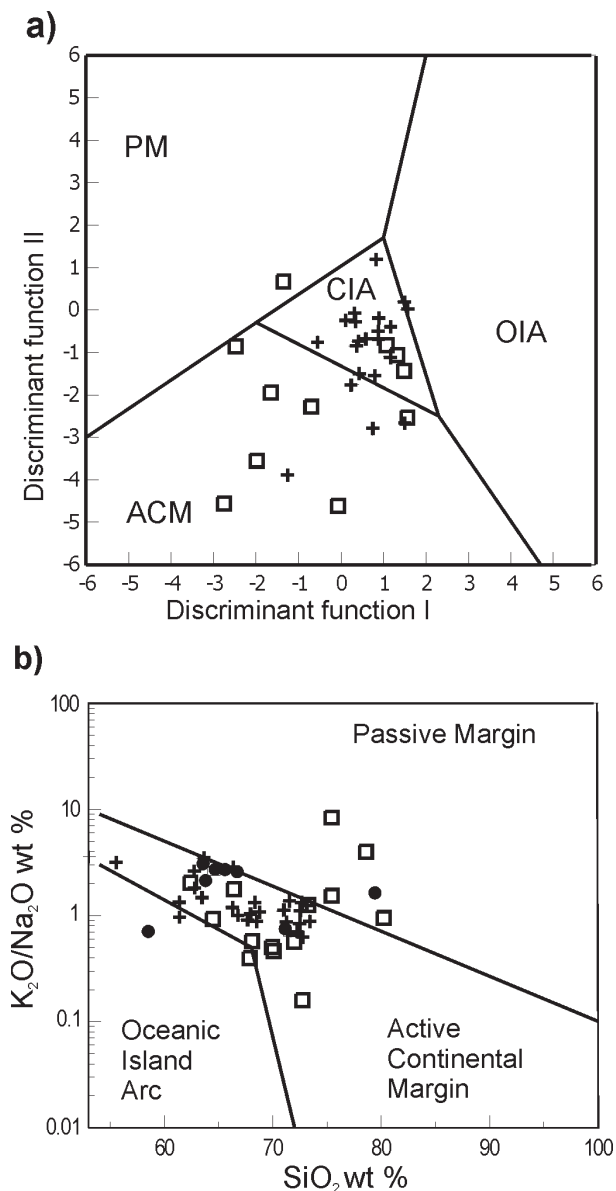 a)
6
5
4
3
2
1
0
-1
-2
-3
-4
-5
-6
Discriminant function II
PM
CIA
OIA
ACM
-6 -5 -4 -3 -2 -1 0 1 2 3 4 5 6
Discriminant function I
b)
100
10
1
0.1
0.01
K₂O/Na₂O wt %
Passive Margin
Oceanic
Island
Arc
Active
Continental
Margin
60 70 80 90 100
SiO₂ wt %